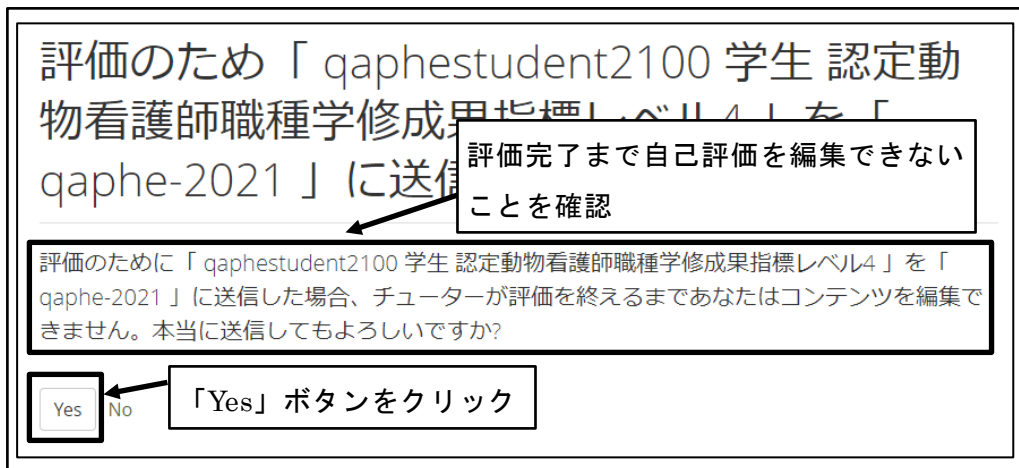 評価のため「 qaphestudent2100 学生 認定動
物看護師職種学修成果指標レベル4 」を「
qaphe-2021 」に送信
評価完了まで自己評価を編集できない
ことを確認
評価のために「 qaphestudent2100 学生 認定動物看護師職種学修成果指標レベル4 」を「
qaphe-2021 」に送信した場合、チューターが評価を終えるまであなたはコンテンツを編集で
きません。本当に送信してもよろしいですか?
Yes No
「Yes」ボタンをクリック